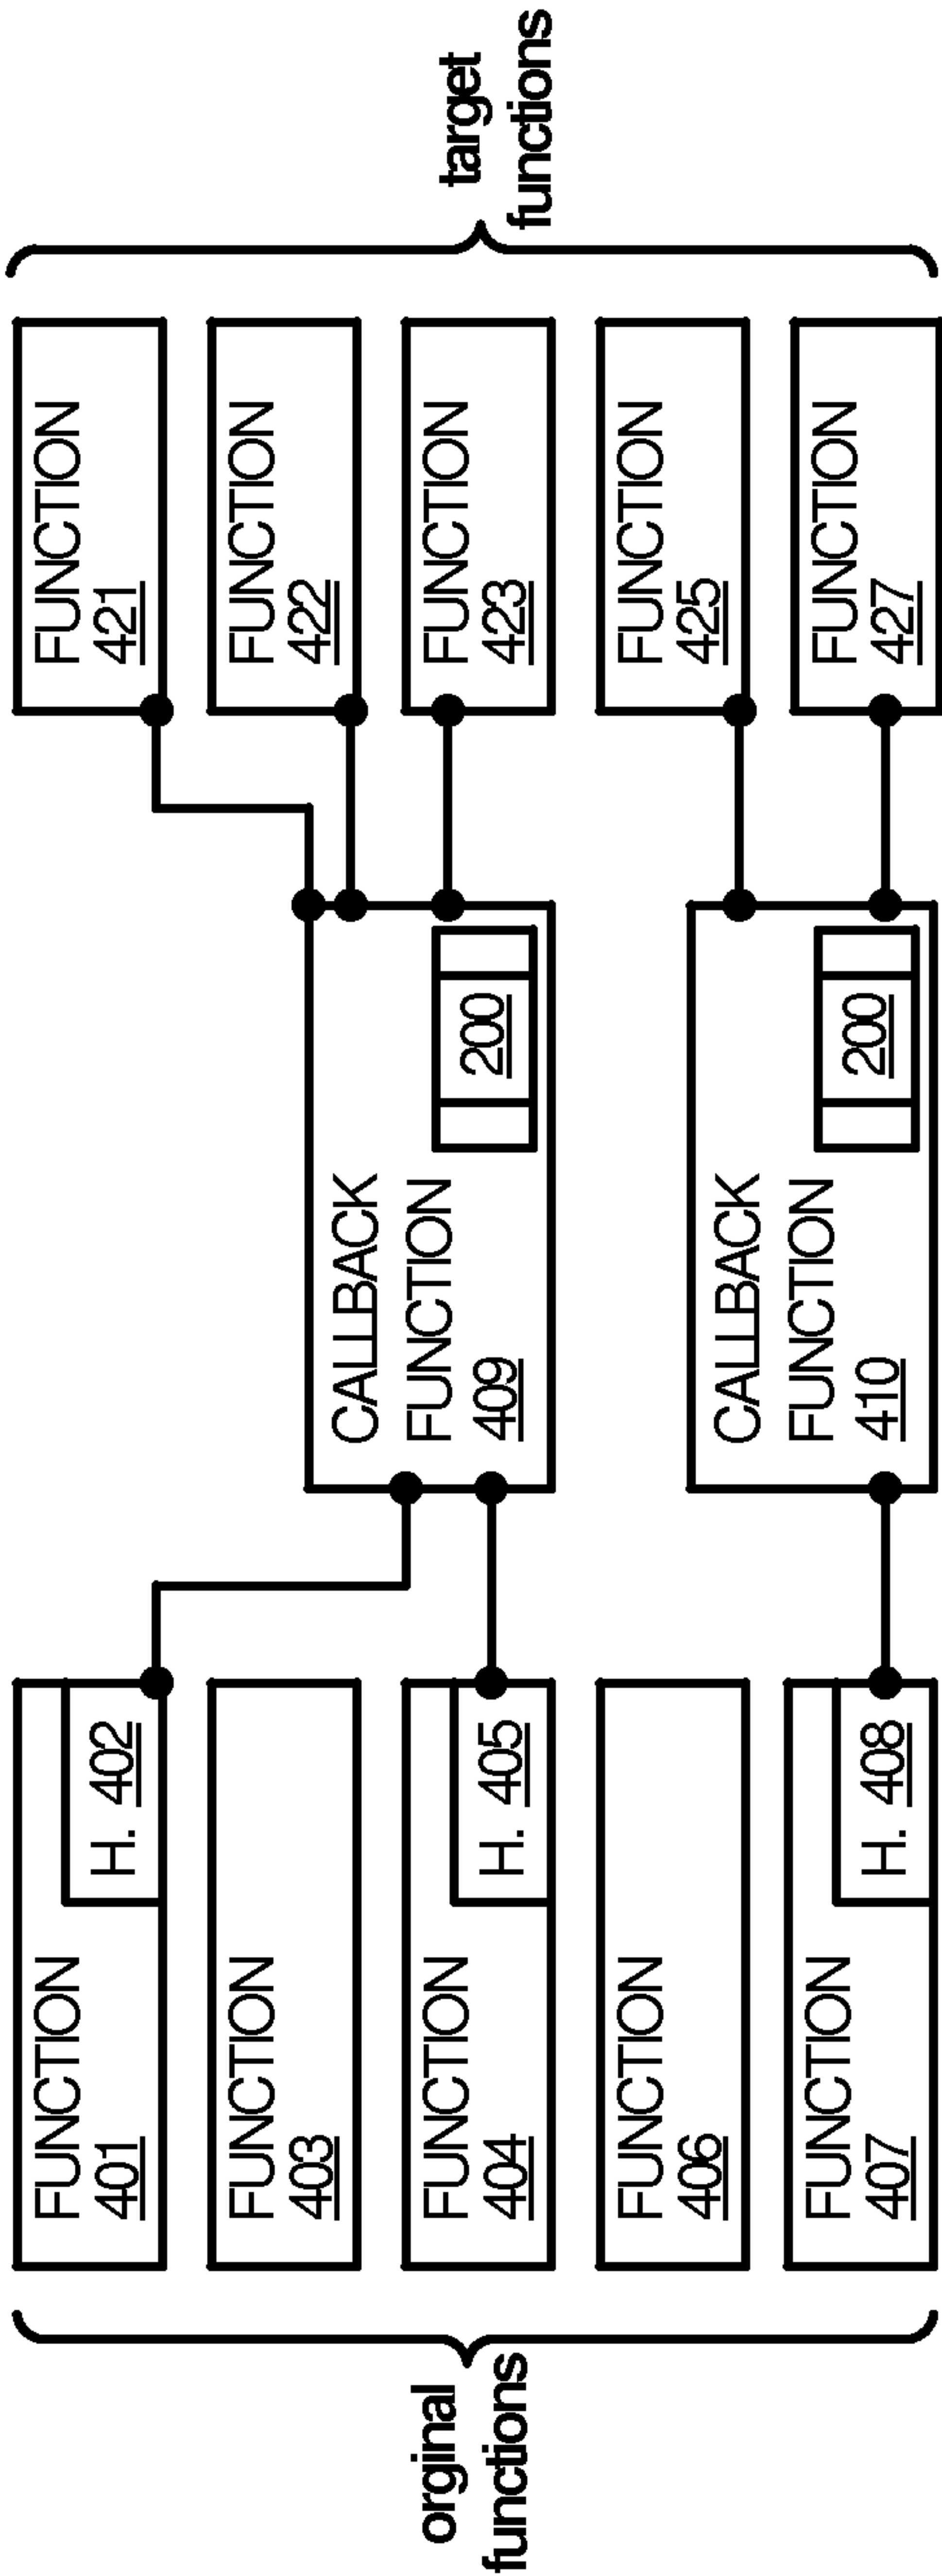 orginal
functions
FUNCTION
401
H. 402
FUNCTION
403
FUNCTION
404
H. 405
FUNCTION
406
FUNCTION
407
H. 408
CALLBACK
FUNCTION
409
200
CALLBACK
FUNCTION
410
200
FUNCTION
421
FUNCTION
422
FUNCTION
423
FUNCTION
425
FUNCTION
427
target
functions